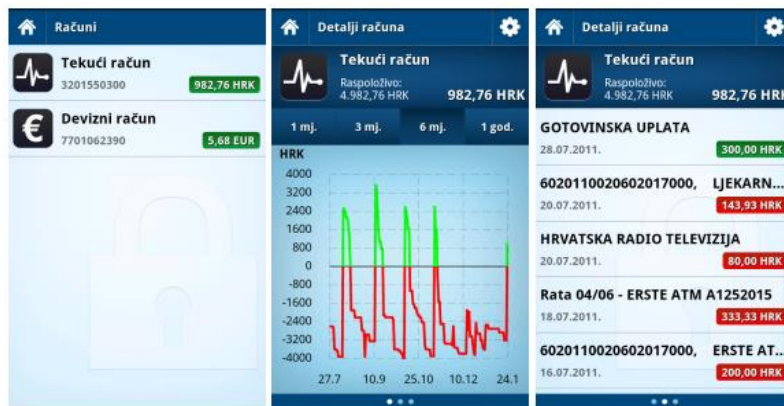 Računi
Tekući račun
3201550300 982,76 HRK
Devizni račun
7701062390 5,68 EUR
Detalji računa
Tekući račun
Raspoloživo:
4.982,76 HRK 982,76 HRK
1 mj. 3 mj. 6 mj. 1 god.
HRK
4000
3200
2400
1600
800
0
-800
-1600
-2400
-3200
-4000
27.7 10.9 25.10 10.12 24.1
Detalji računa
Tekući račun
Raspoloživo:
4.982,76 HRK 982,76 HRK
GOTOVINSKA UPLATA
28.07.2011. 300,00 HRK
6020110020602017000, LJEKARN...
20.07.2011. 143,93 HRK
HRVATSKA RADIO TELEVIZIJA
20.07.2011. 80,00 HRK
Rata 04/06 - ERSTE ATM A1252015
18.07.2011. 333,33 HRK
6020110020602017000, ERSTE AT...
16.07.2011. 200,00 HRK